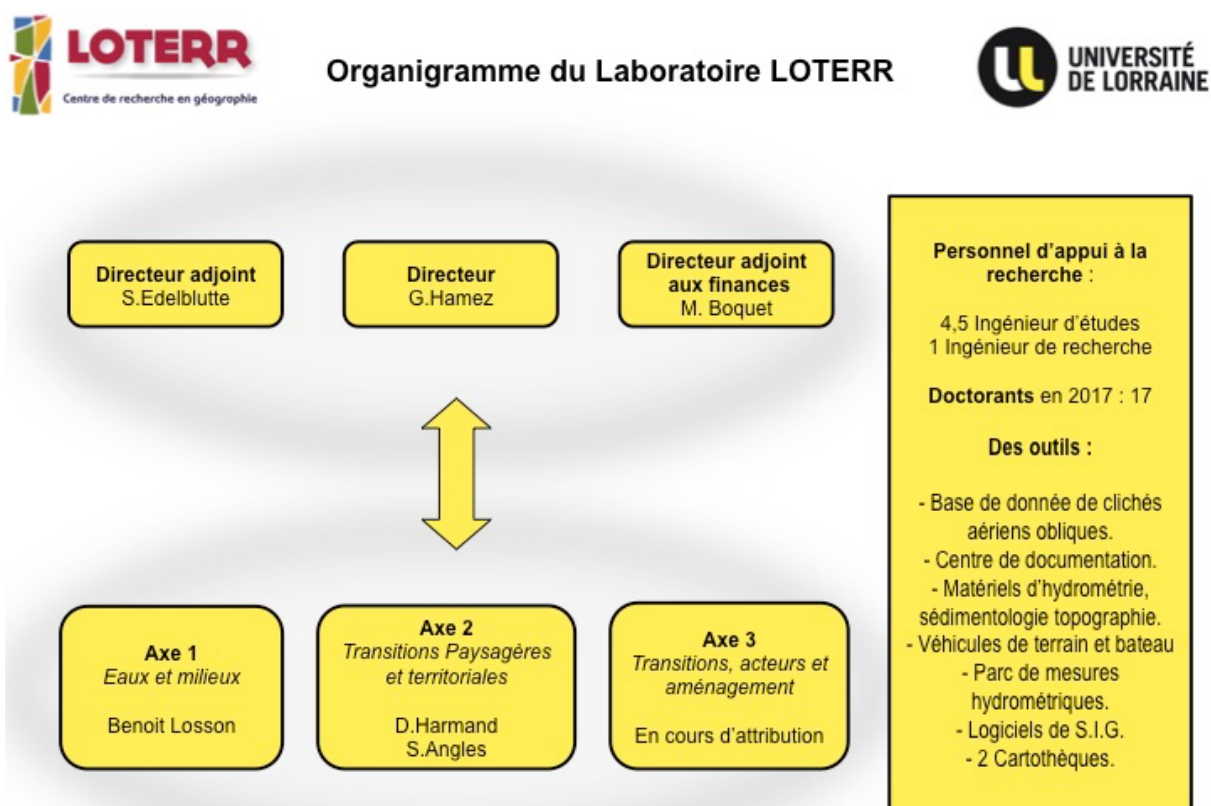 LOTERR
Centre de recherche en géographie
Organigramme du Laboratoire LOTERR
UNIVERSITÉ
DE LORRAINE
Directeur adjoint
S.Edelblutte
Directeur
G.Hamez
Directeur adjoint
aux finances
M. Boquet
Axe 1
Eaux et milieux
Benoit Losson
Axe 2
Transitions Paysagères
et territoriales
D.Harmand
S.Angles
Axe 3
Transitions, acteurs et
aménagement
En cours d'attribution
Personnel d'appui à la
recherche :
4,5 Ingénieur d'études
1 Ingénieur de recherche
Doctorants en 2017 : 17
Des outils :
- Base de donnée de clichés
aériens obliques.
- Centre de documentation.
- Matériels d'hydrométrie,
sédimentologie topographie.
- Véhicules de terrain et bateau
- Parc de mesures
hydrométriques.
- Logiciels de S.I.G.
- 2 Cartothèques.